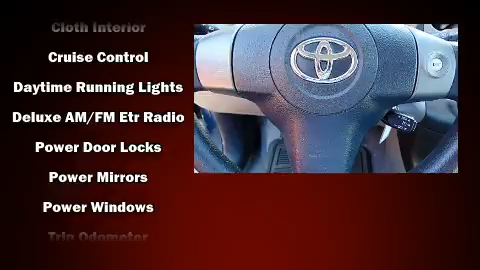 Cloth Interior
Cruise Control
Daytime Running Lights
Deluxe AM/FM Etr Radio
Power Door Locks
Power Mirrors
Power Windows
Trip Odometer